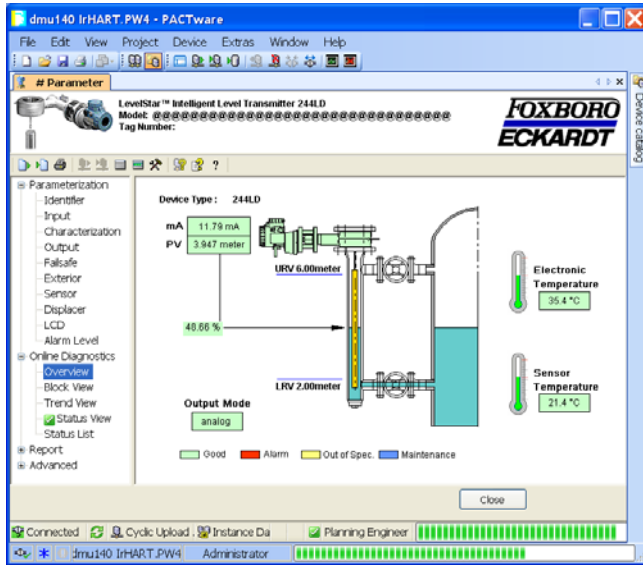 dmu140 IrHART.PW4 - PACTware
File Edit View Project Device Extras Window Help
# Parameter
Device Catalog
LevelStar™ Intelligent Level Transmitter 244LD
Model: @@@@@@@@@@@@@@@@@@@@@@@@@@@@@@@@@@@@
Tag Number:
FOXBORO
ECKARDT
Parameterization
Identifier
Input
Characterization
Output
Failsafe
Exterior
Sensor
Displacer
LCD
Alarm Level
Online Diagnostics
Overview
Block View
Trend View
Status View
Status List
Report
Advanced
Device Type : 244LD
mA 11.79 mA
PV 3.947 meter
URV 6.00meter
48.66 %
LRV 2.00meter
Output Mode
analog
Electronic
Temperature
35.4 °C
Sensor
Temperature
21.4 °C
Good Alarm Out of Spec. Maintenance
Close
Connected Cyclic Upload . Instance Da Planning Engineer
dmu140 IrHART.PW4 Administrator